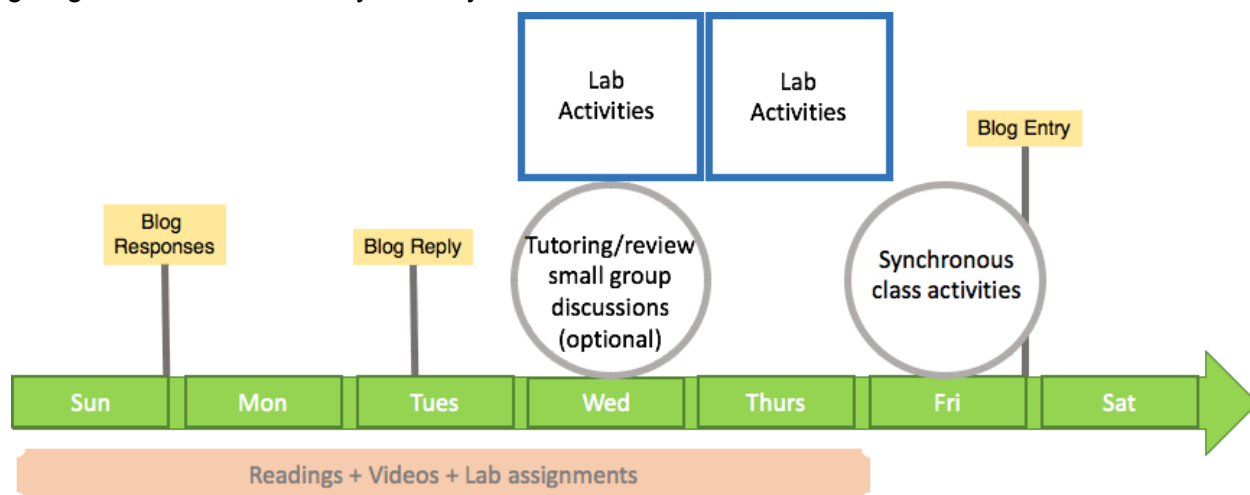 Lab
Activities
Lab
Activities
Blog Entry
Blog
Responses
Blog Reply
Tutoring/review
small group
discussions
(optional)
Synchronous
class activities
Sun
Mon
Tues
Wed
Thurs
Fri
Sat
Readings + Videos + Lab assignments